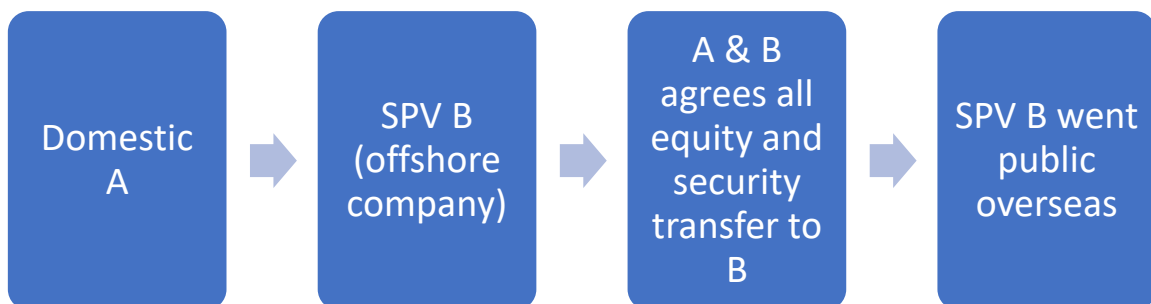 Domestic
A
SPV B
(offshore
company)
A & B
agrees all
equity and
security
transfer to
B
SPV B went
public
overseas